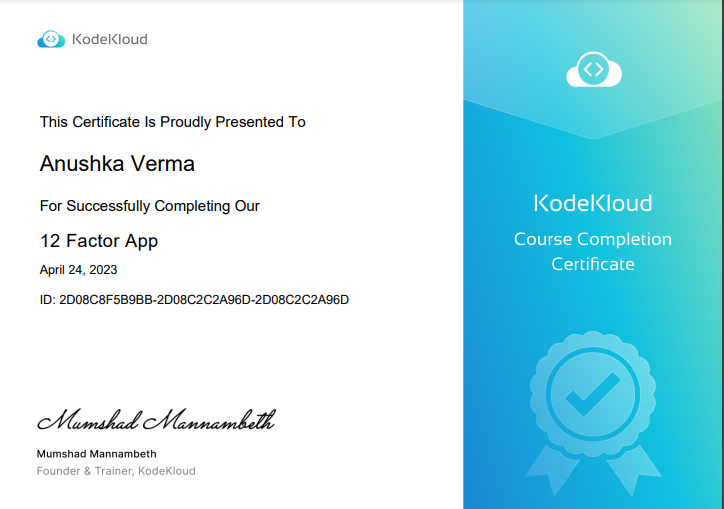 KodeKloud
This Certificate Is Proudly Presented To
Anushka Verma
For Successfully Completing Our
12 Factor App
April 24, 2023
ID: 2D08C8F5B9BB-2D08C2C2A96D-2D08C2C2A96D
Mumshad Mannambeth
Mumshad Mannambeth
Founder & Trainer, KodeKloud
KodeKloud
Course Completion
Certificate